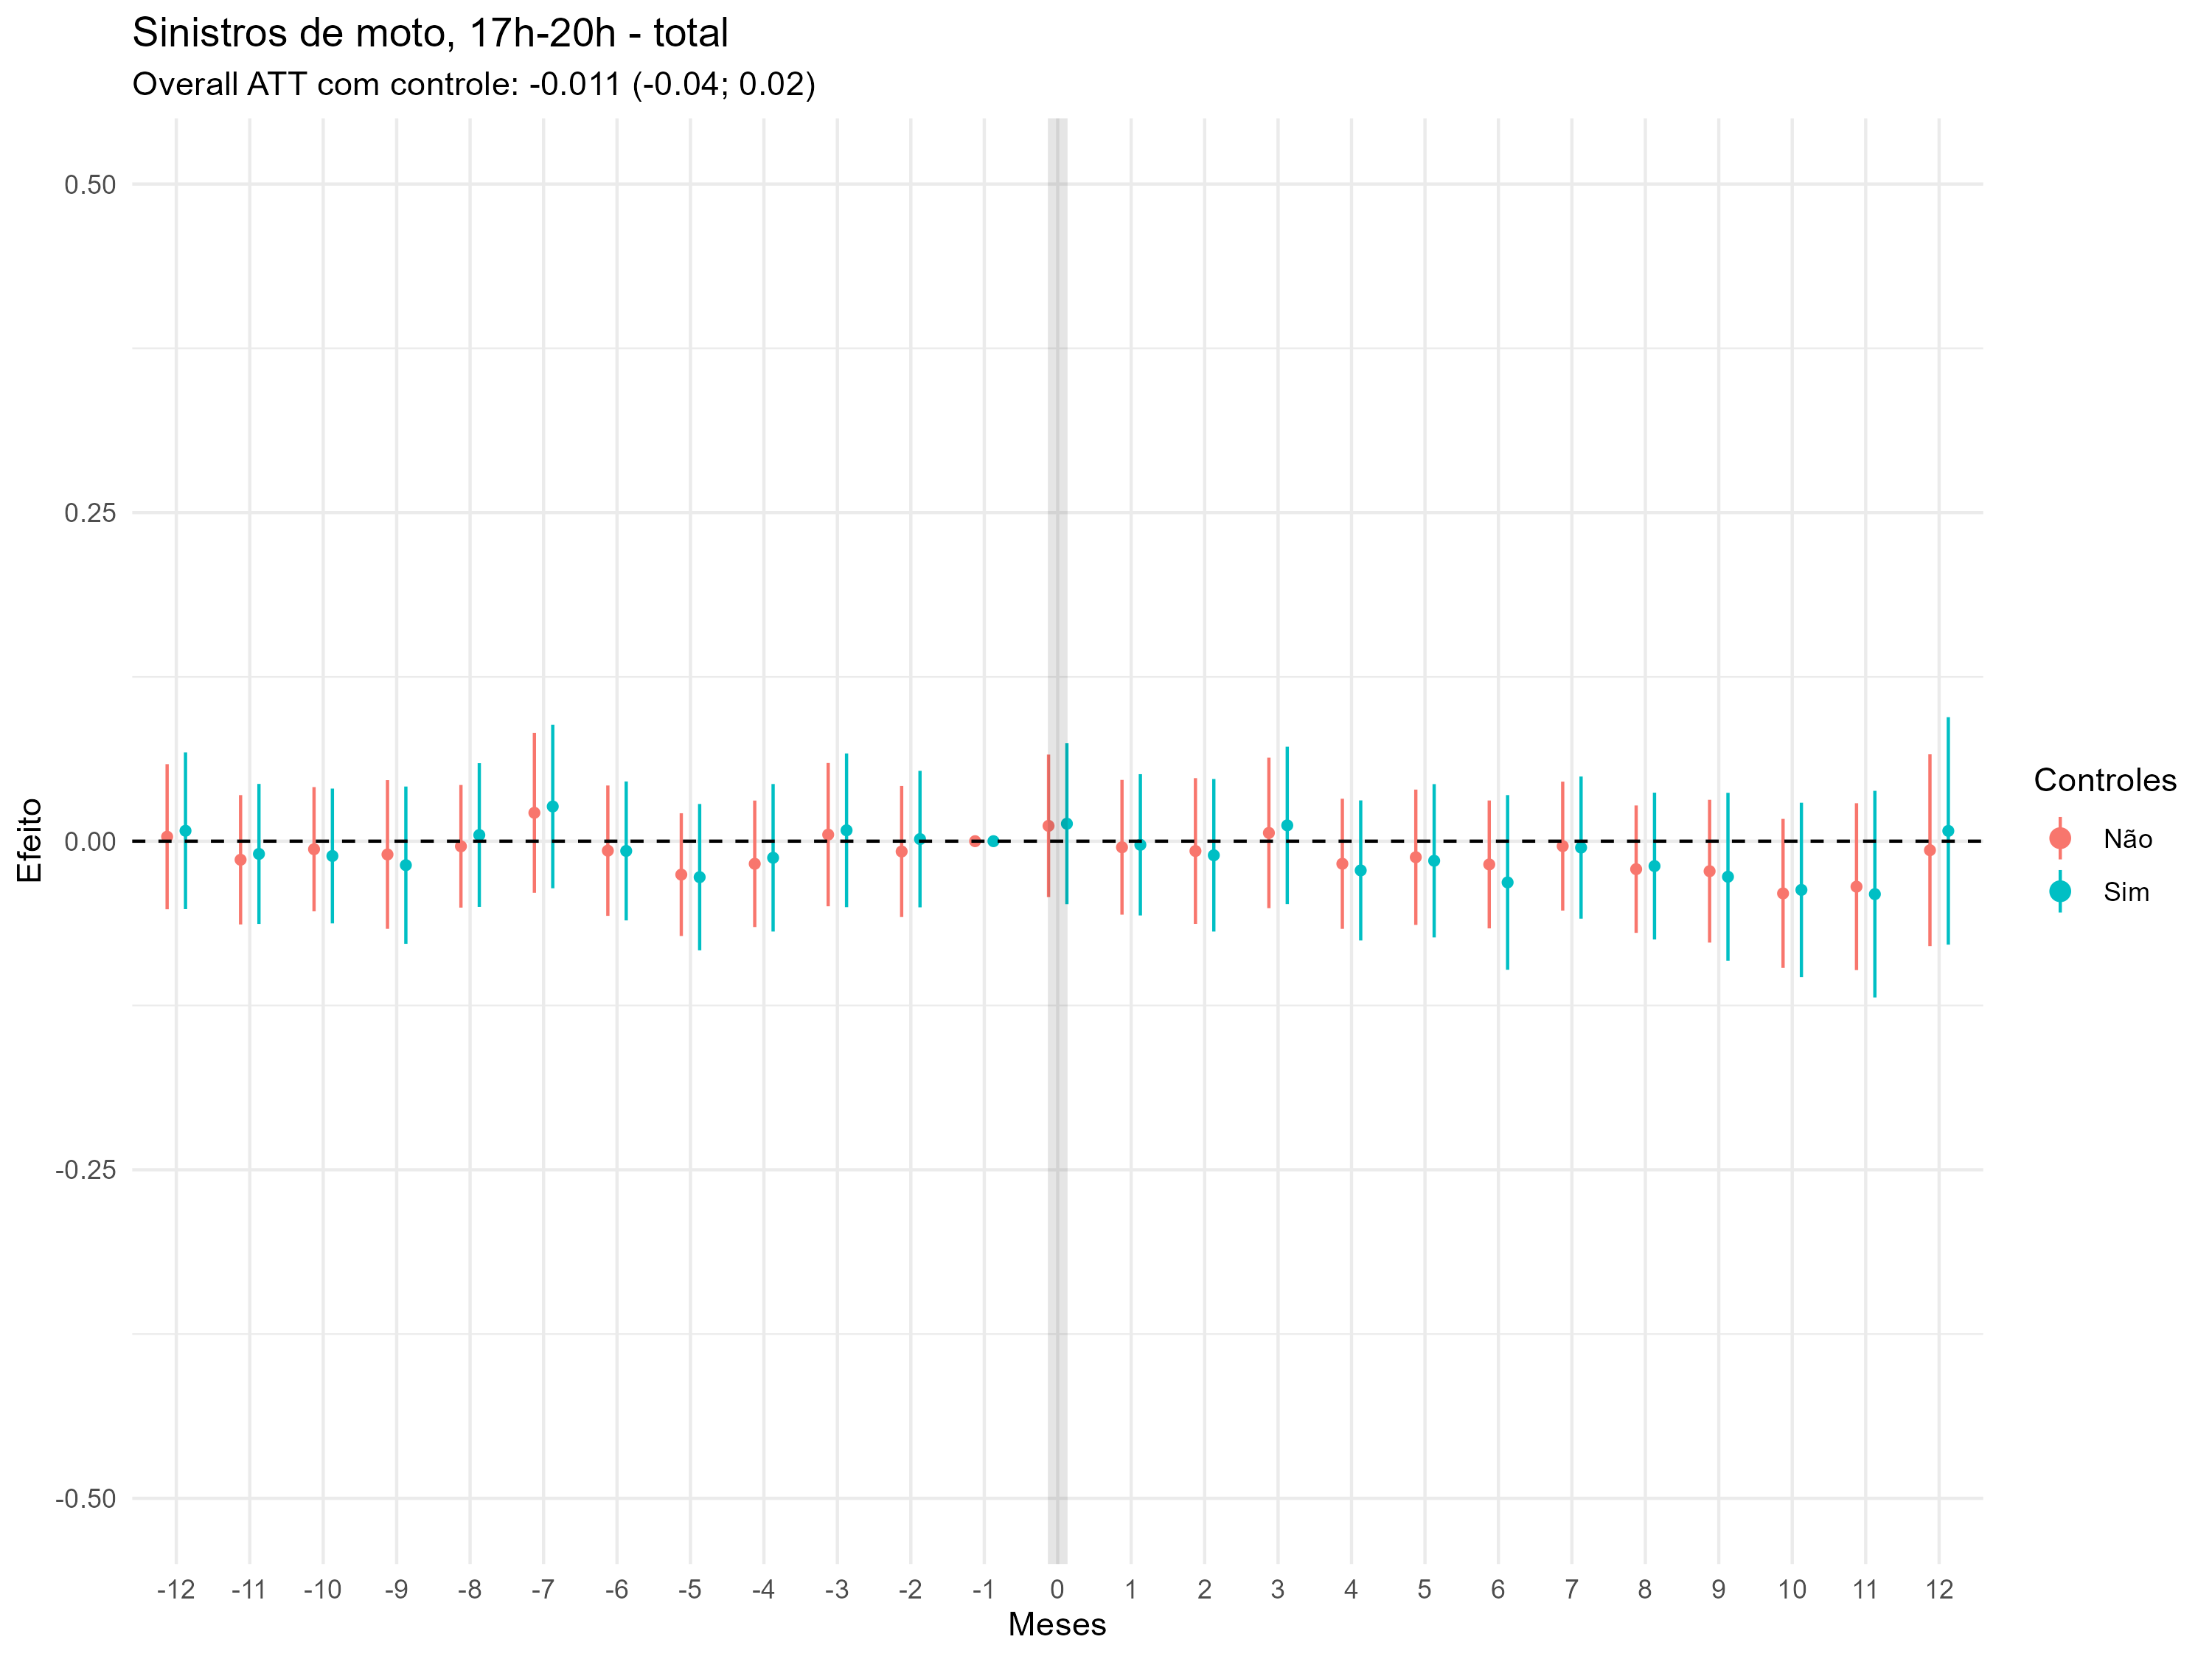 Sinistros de moto, 17h-20h - total
Overall ATT com controle: -0.011 (-0.04; 0.02)
Efeito
0.50
0.25
0.00
-0.25
-0.50
-12 -11 -10 -9 -8 -7 -6 -5 -4 -3 -2 -1 0 1 2 3 4 5 6 7 8 9 10 11 12
Meses
Controles
Não
Sim